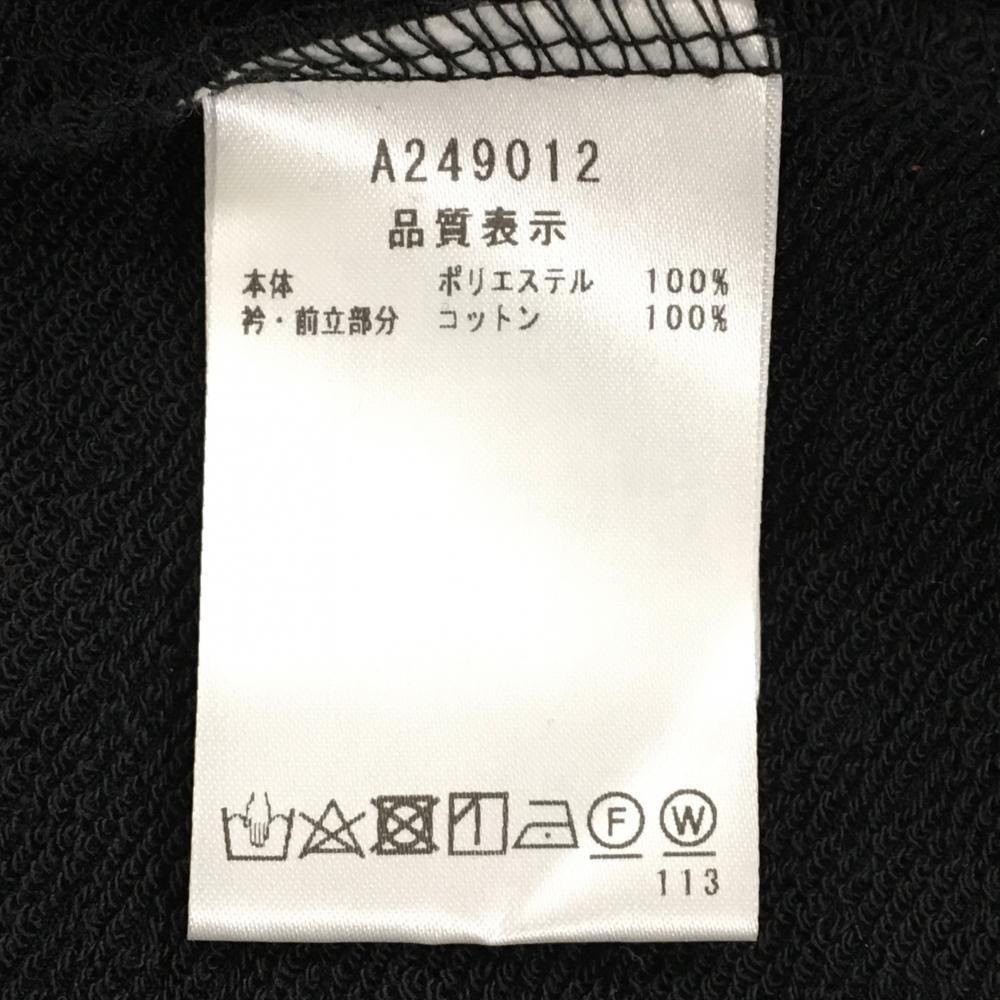 A249012
品質表示
本体 ポリエステル 100%
衿・前立部分 コットン 100%
F W
113